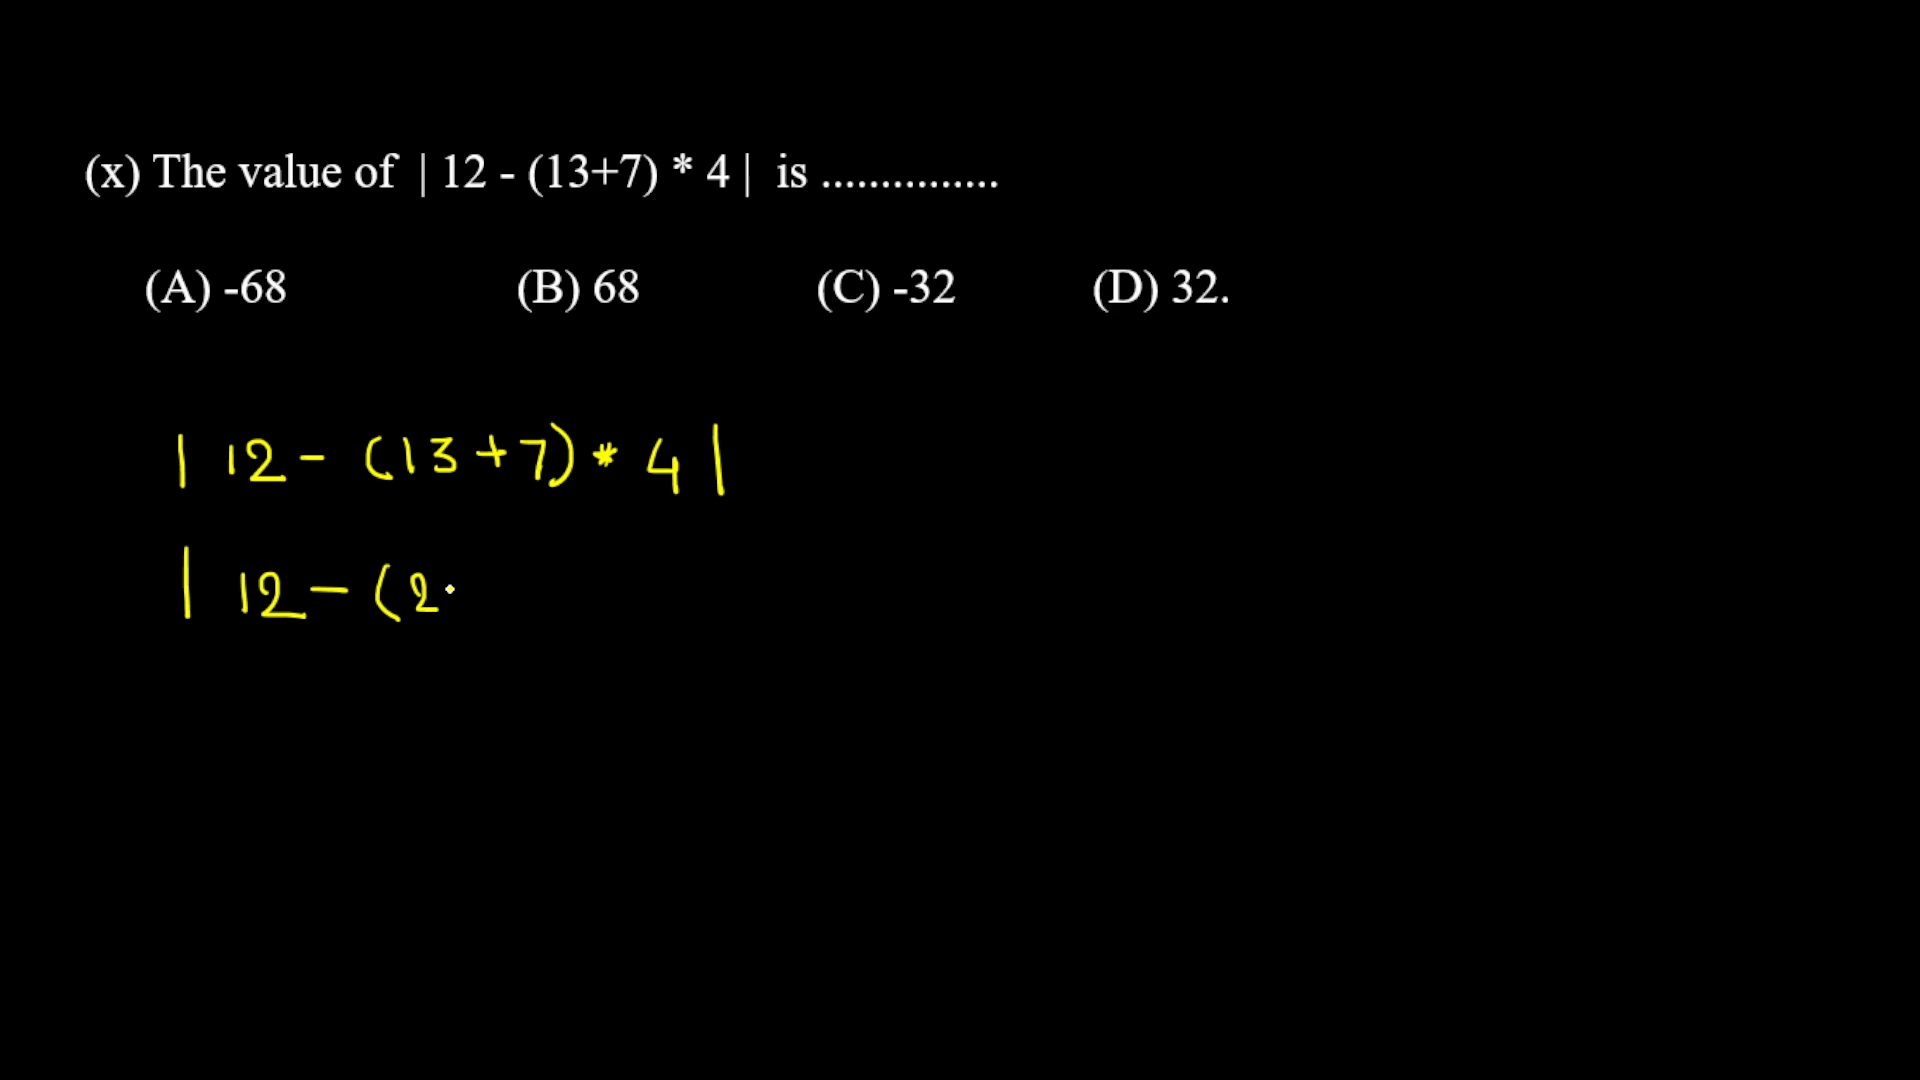 (x) The value of | 12 - (13+7) * 4 | is ...............
(A) -68 (B) 68 (C) -32 (D) 32.
| 12 - (13 + 7) * 4 |
| 12 - (2